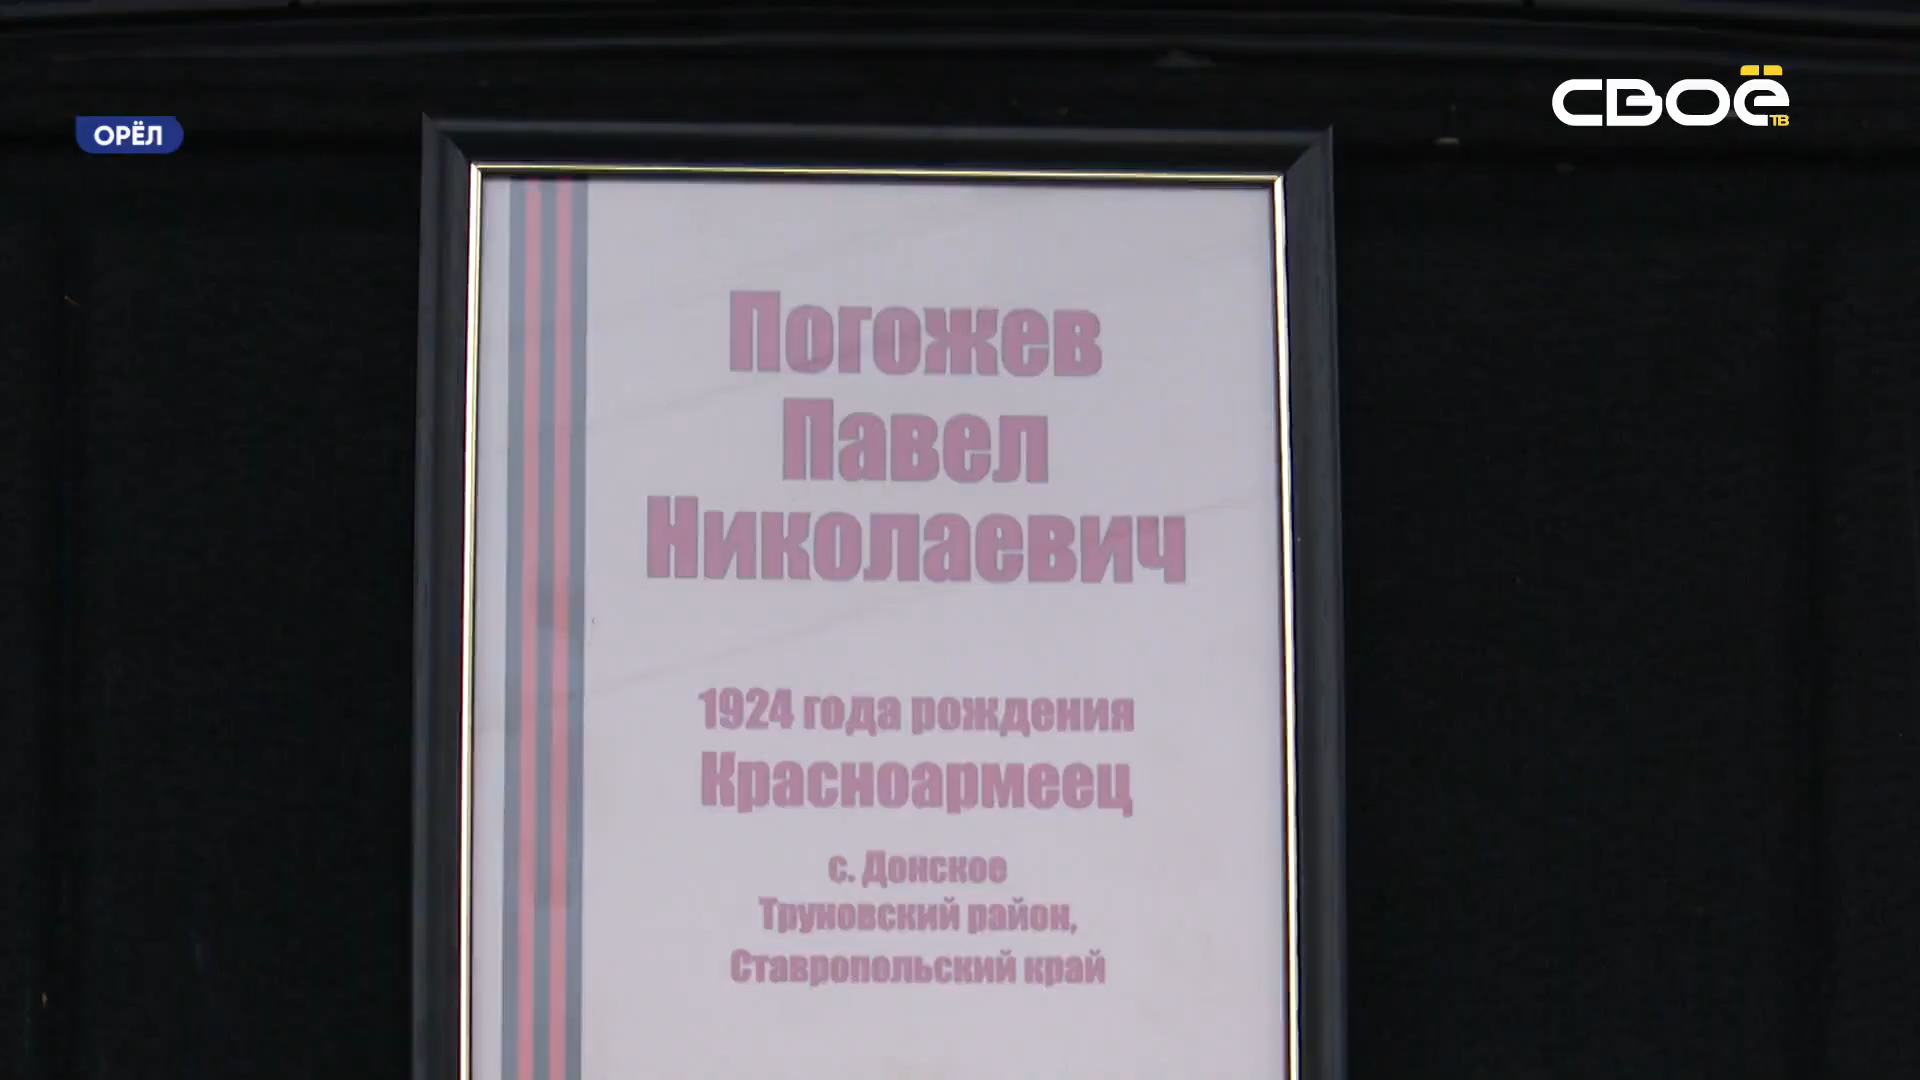 ОРЁЛ
СВОЁ
ТВ
Погожев
Павел
Николаевич
1924 года рождения
Красноармеец
с. Донское
Труновский район,
Ставропольский край